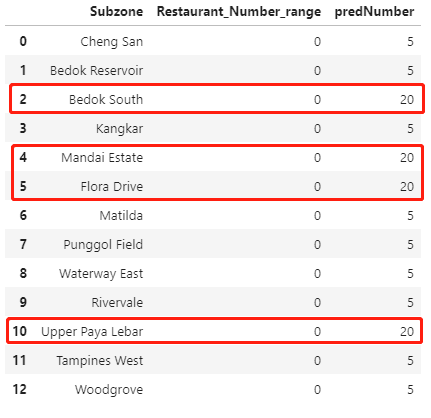 Subzone Restaurant_Number_range predNumber
0 Cheng San 0 5
1 Bedok Reservoir 0 5
2 Bedok South 0 20
3 Kangkar 0 5
4 Mandai Estate 0 20
5 Flora Drive 0 20
6 Matilda 0 5
7 Punggol Field 0 5
8 Waterway East 0 5
9 Rivervale 0 5
10 Upper Paya Lebar 0 20
11 Tampines West 0 5
12 Woodgrove 0 5